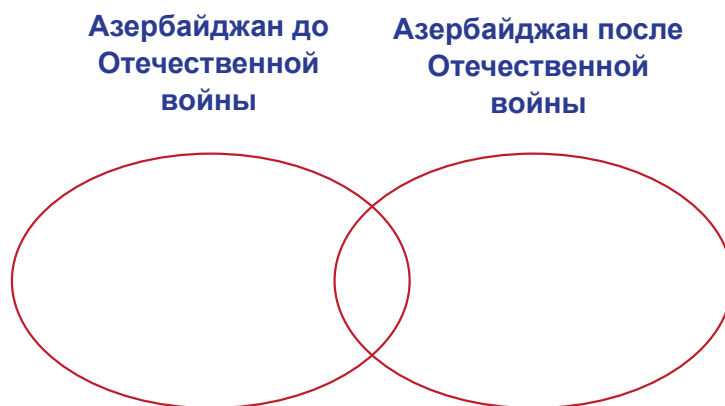 Азербайджан до
Отечественной
войны
Азербайджан после
Отечественной
войны